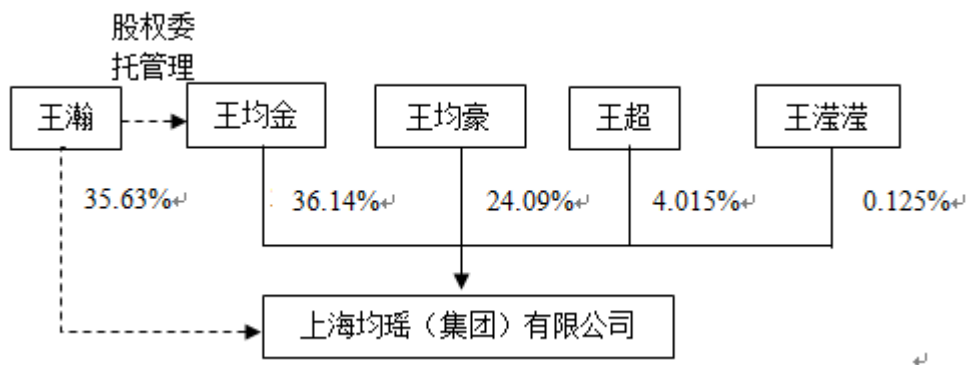 股权委
托管理
王瀚
王均金
王均豪
王超
王滢滢
35.63%
36.14%
24.09%
4.015%
0.125%
上海均瑶（集团）有限公司